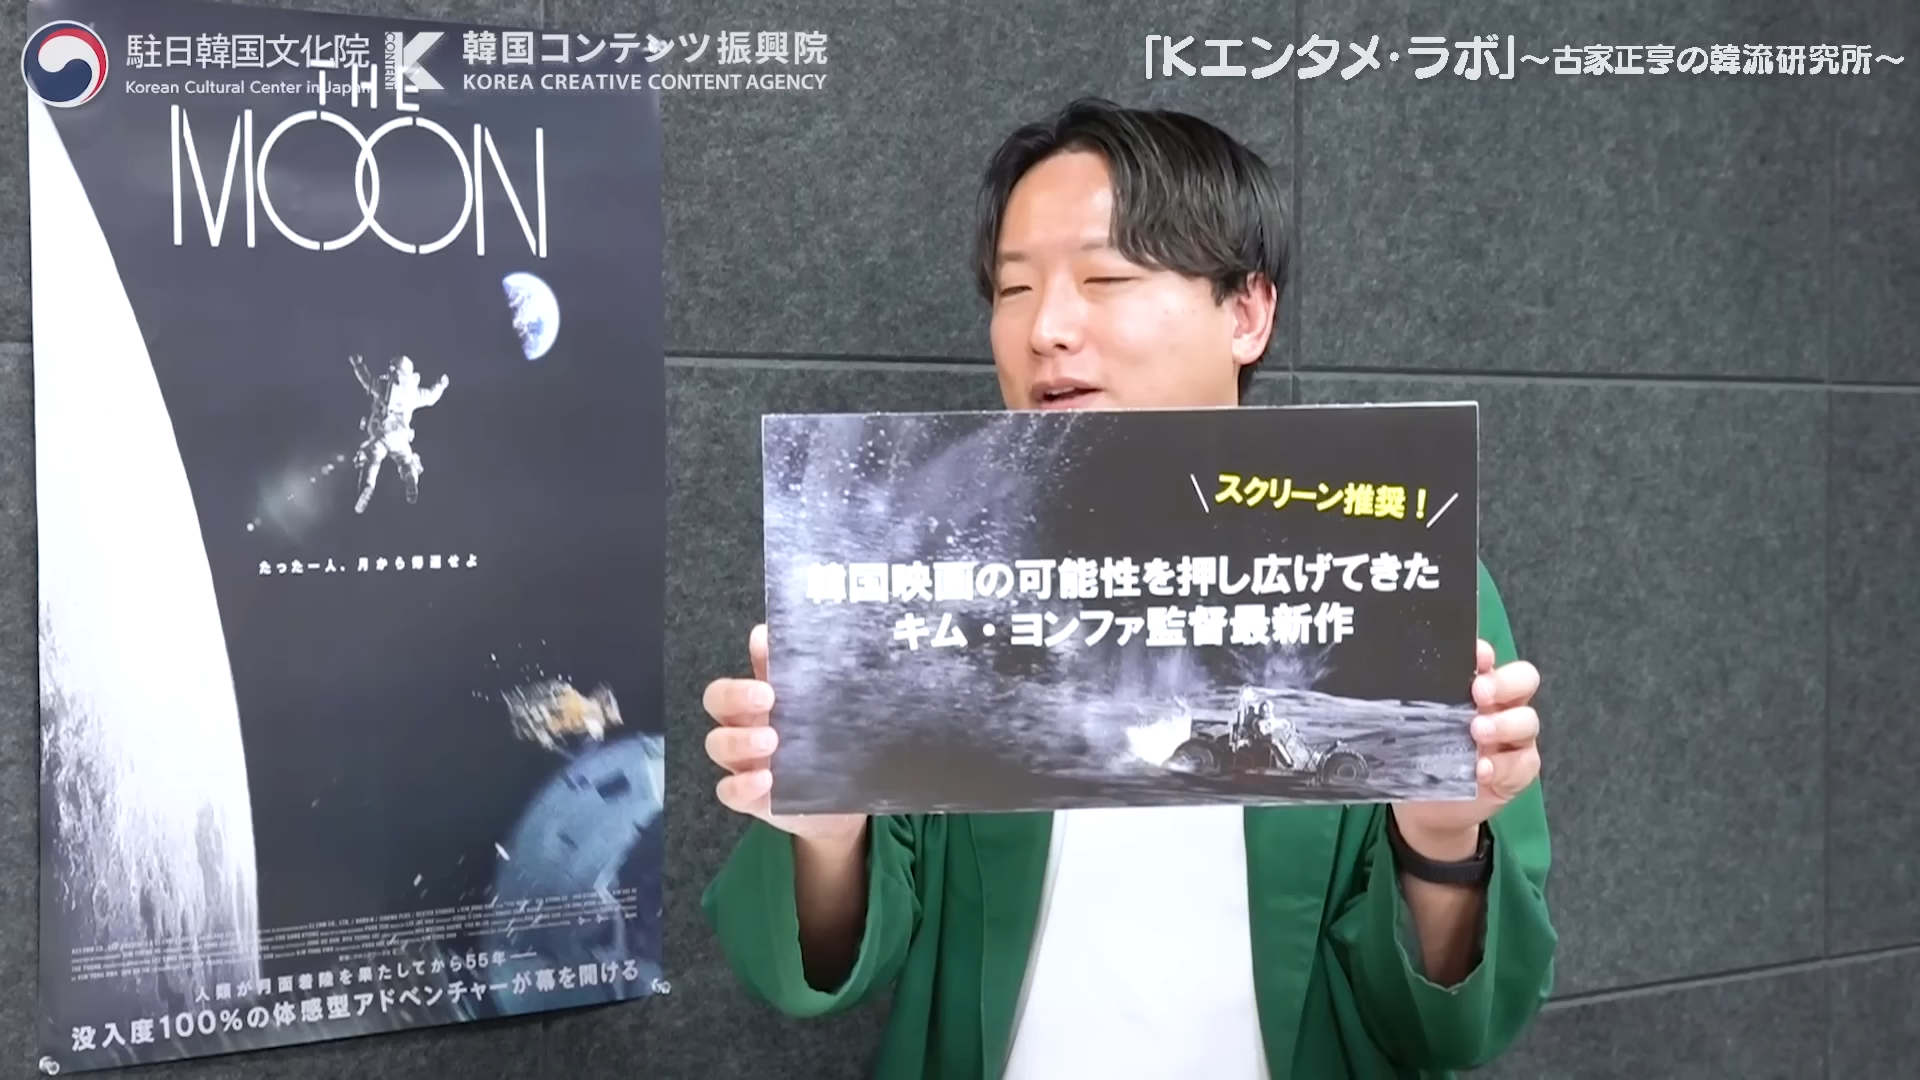 駐日韓国文化院
Korean Cultural Center in Japan
CONTENT
韓国コンテンツ振興院
KOREA CREATIVE CONTENT AGENCY
「Kエンタメ・ラボ」～古家正亨の韓流研究所～
THE
MOON
たった一人、月から帰還せよ
人類が月面着陸を果たしてから55年――
没入度100%の体感型アドベンチャーが幕を開ける
\スクリーン推奨!/
韓国映画の可能性を押し広げてきた
キム・ヨンファ監督最新作